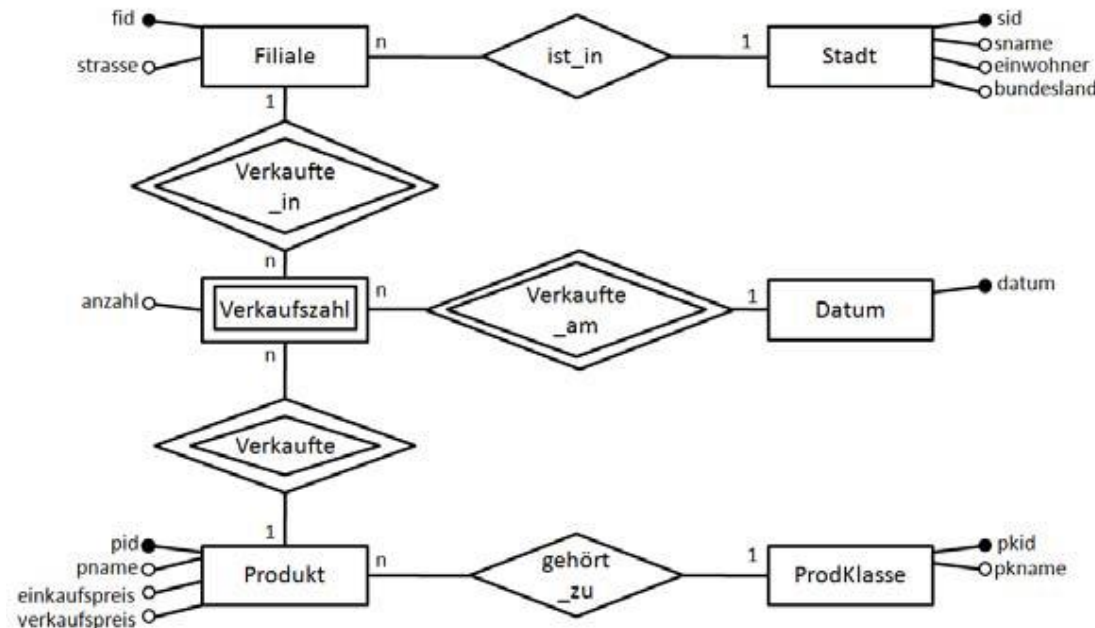 fid
strasse
Filiale
n
ist_in
1
Stadt
sid
sname
einwohner
bundesland
1
Verkaufte
_in
n
anzahl
Verkaufszahl
n
Verkaufte
_am
1
Datum
datum
n
Verkaufte
1
pid
pname
einkaufspreis
verkaufspreis
Produkt
n
gehört
_zu
1
ProdKlasse
pkid
pkname